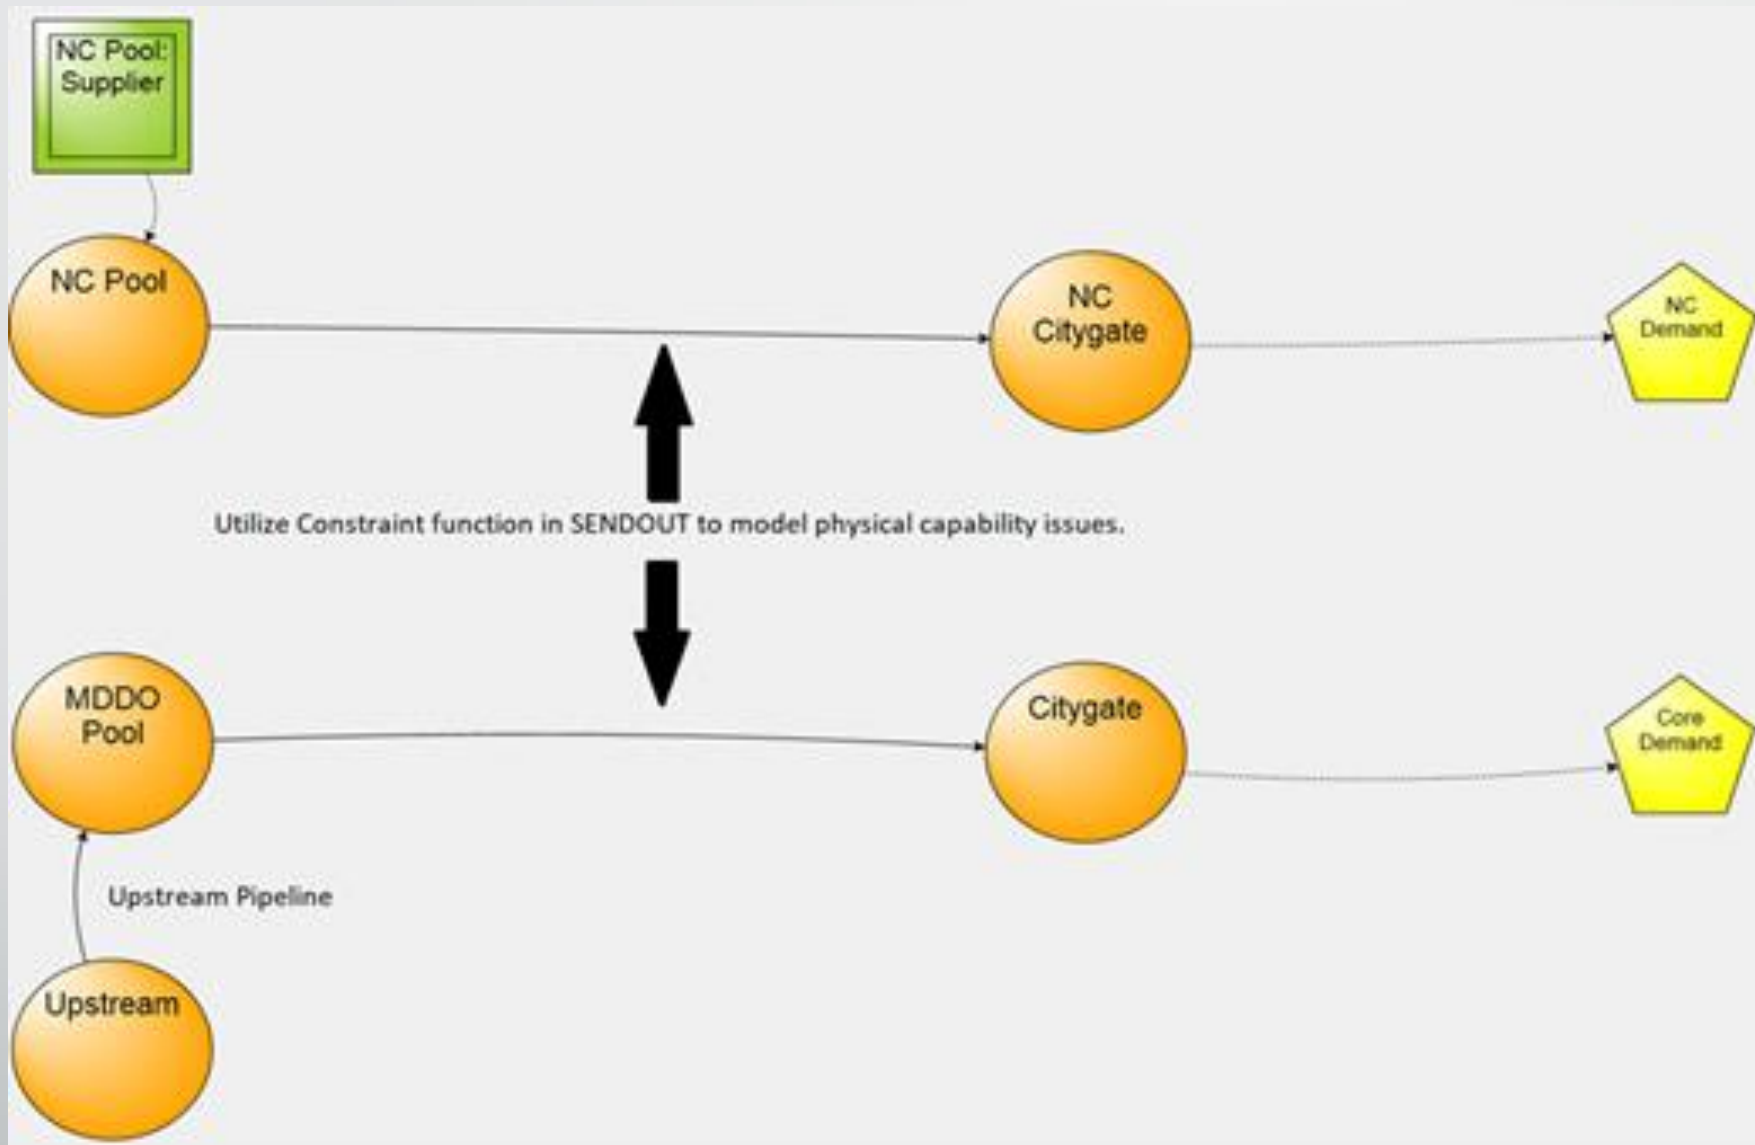 NC Pool:
Supplier
NC Pool
NC
Citygate
NC
Demand
Utilize Constraint function in SENDOUT to model physical capability issues.
MDDO
Pool
Citygate
Core
Demand
Upstream Pipeline
Upstream